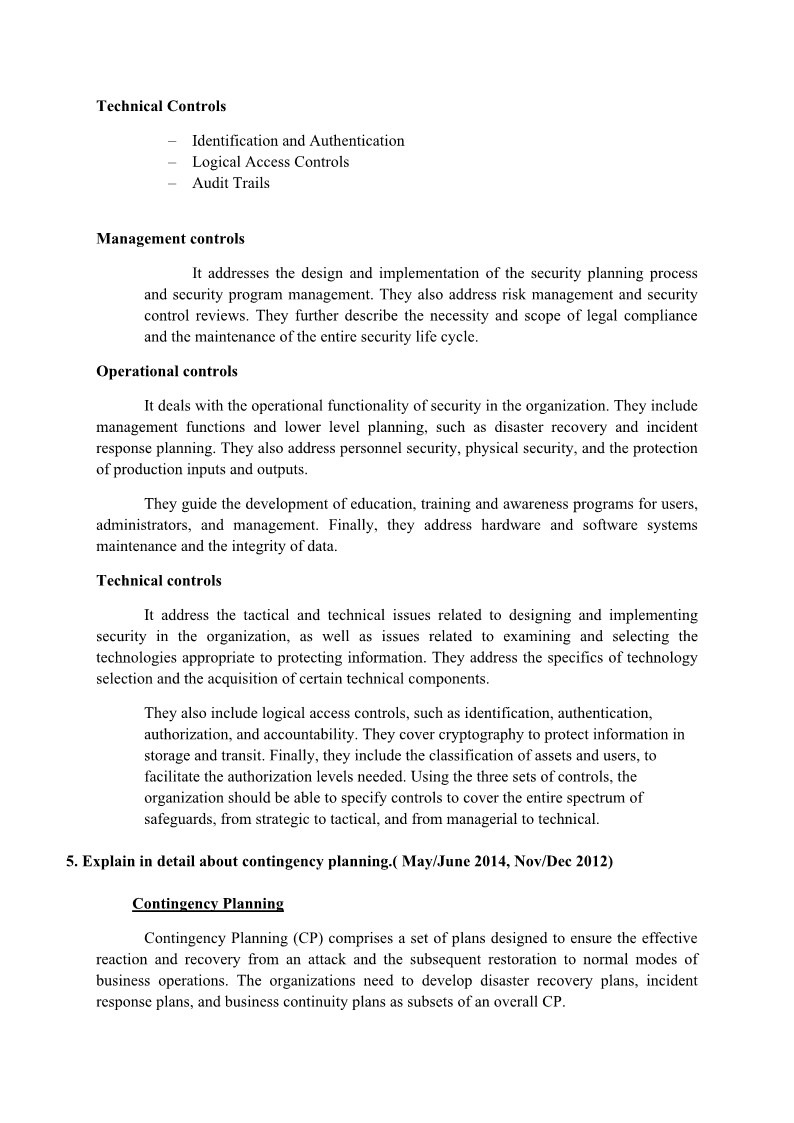 Technical Controls
– Identification and Authentication
– Logical Access Controls
– Audit Trails
Management controls
It addresses the design and implementation of the security planning process
and security program management. They also address risk management and security
control reviews. They further describe the necessity and scope of legal compliance
and the maintenance of the entire security life cycle.
Operational controls
It deals with the operational functionality of security in the organization. They include
management functions and lower level planning, such as disaster recovery and incident
response planning. They also address personnel security, physical security, and the protection
of production inputs and outputs.
They guide the development of education, training and awareness programs for users,
administrators, and management. Finally, they address hardware and software systems
maintenance and the integrity of data.
Technical controls
It address the tactical and technical issues related to designing and implementing
security in the organization, as well as issues related to examining and selecting the
technologies appropriate to protecting information. They address the specifics of technology
selection and the acquisition of certain technical components.
They also include logical access controls, such as identification, authentication,
authorization, and accountability. They cover cryptography to protect information in
storage and transit. Finally, they include the classification of assets and users, to
facilitate the authorization levels needed. Using the three sets of controls, the
organization should be able to specify controls to cover the entire spectrum of
safeguards, from strategic to tactical, and from managerial to technical.
5. Explain in detail about contingency planning.( May/June 2014, Nov/Dec 2012)
Contingency Planning
Contingency Planning (CP) comprises a set of plans designed to ensure the effective
reaction and recovery from an attack and the subsequent restoration to normal modes of
business operations. The organizations need to develop disaster recovery plans, incident
response plans, and business continuity plans as subsets of an overall CP.